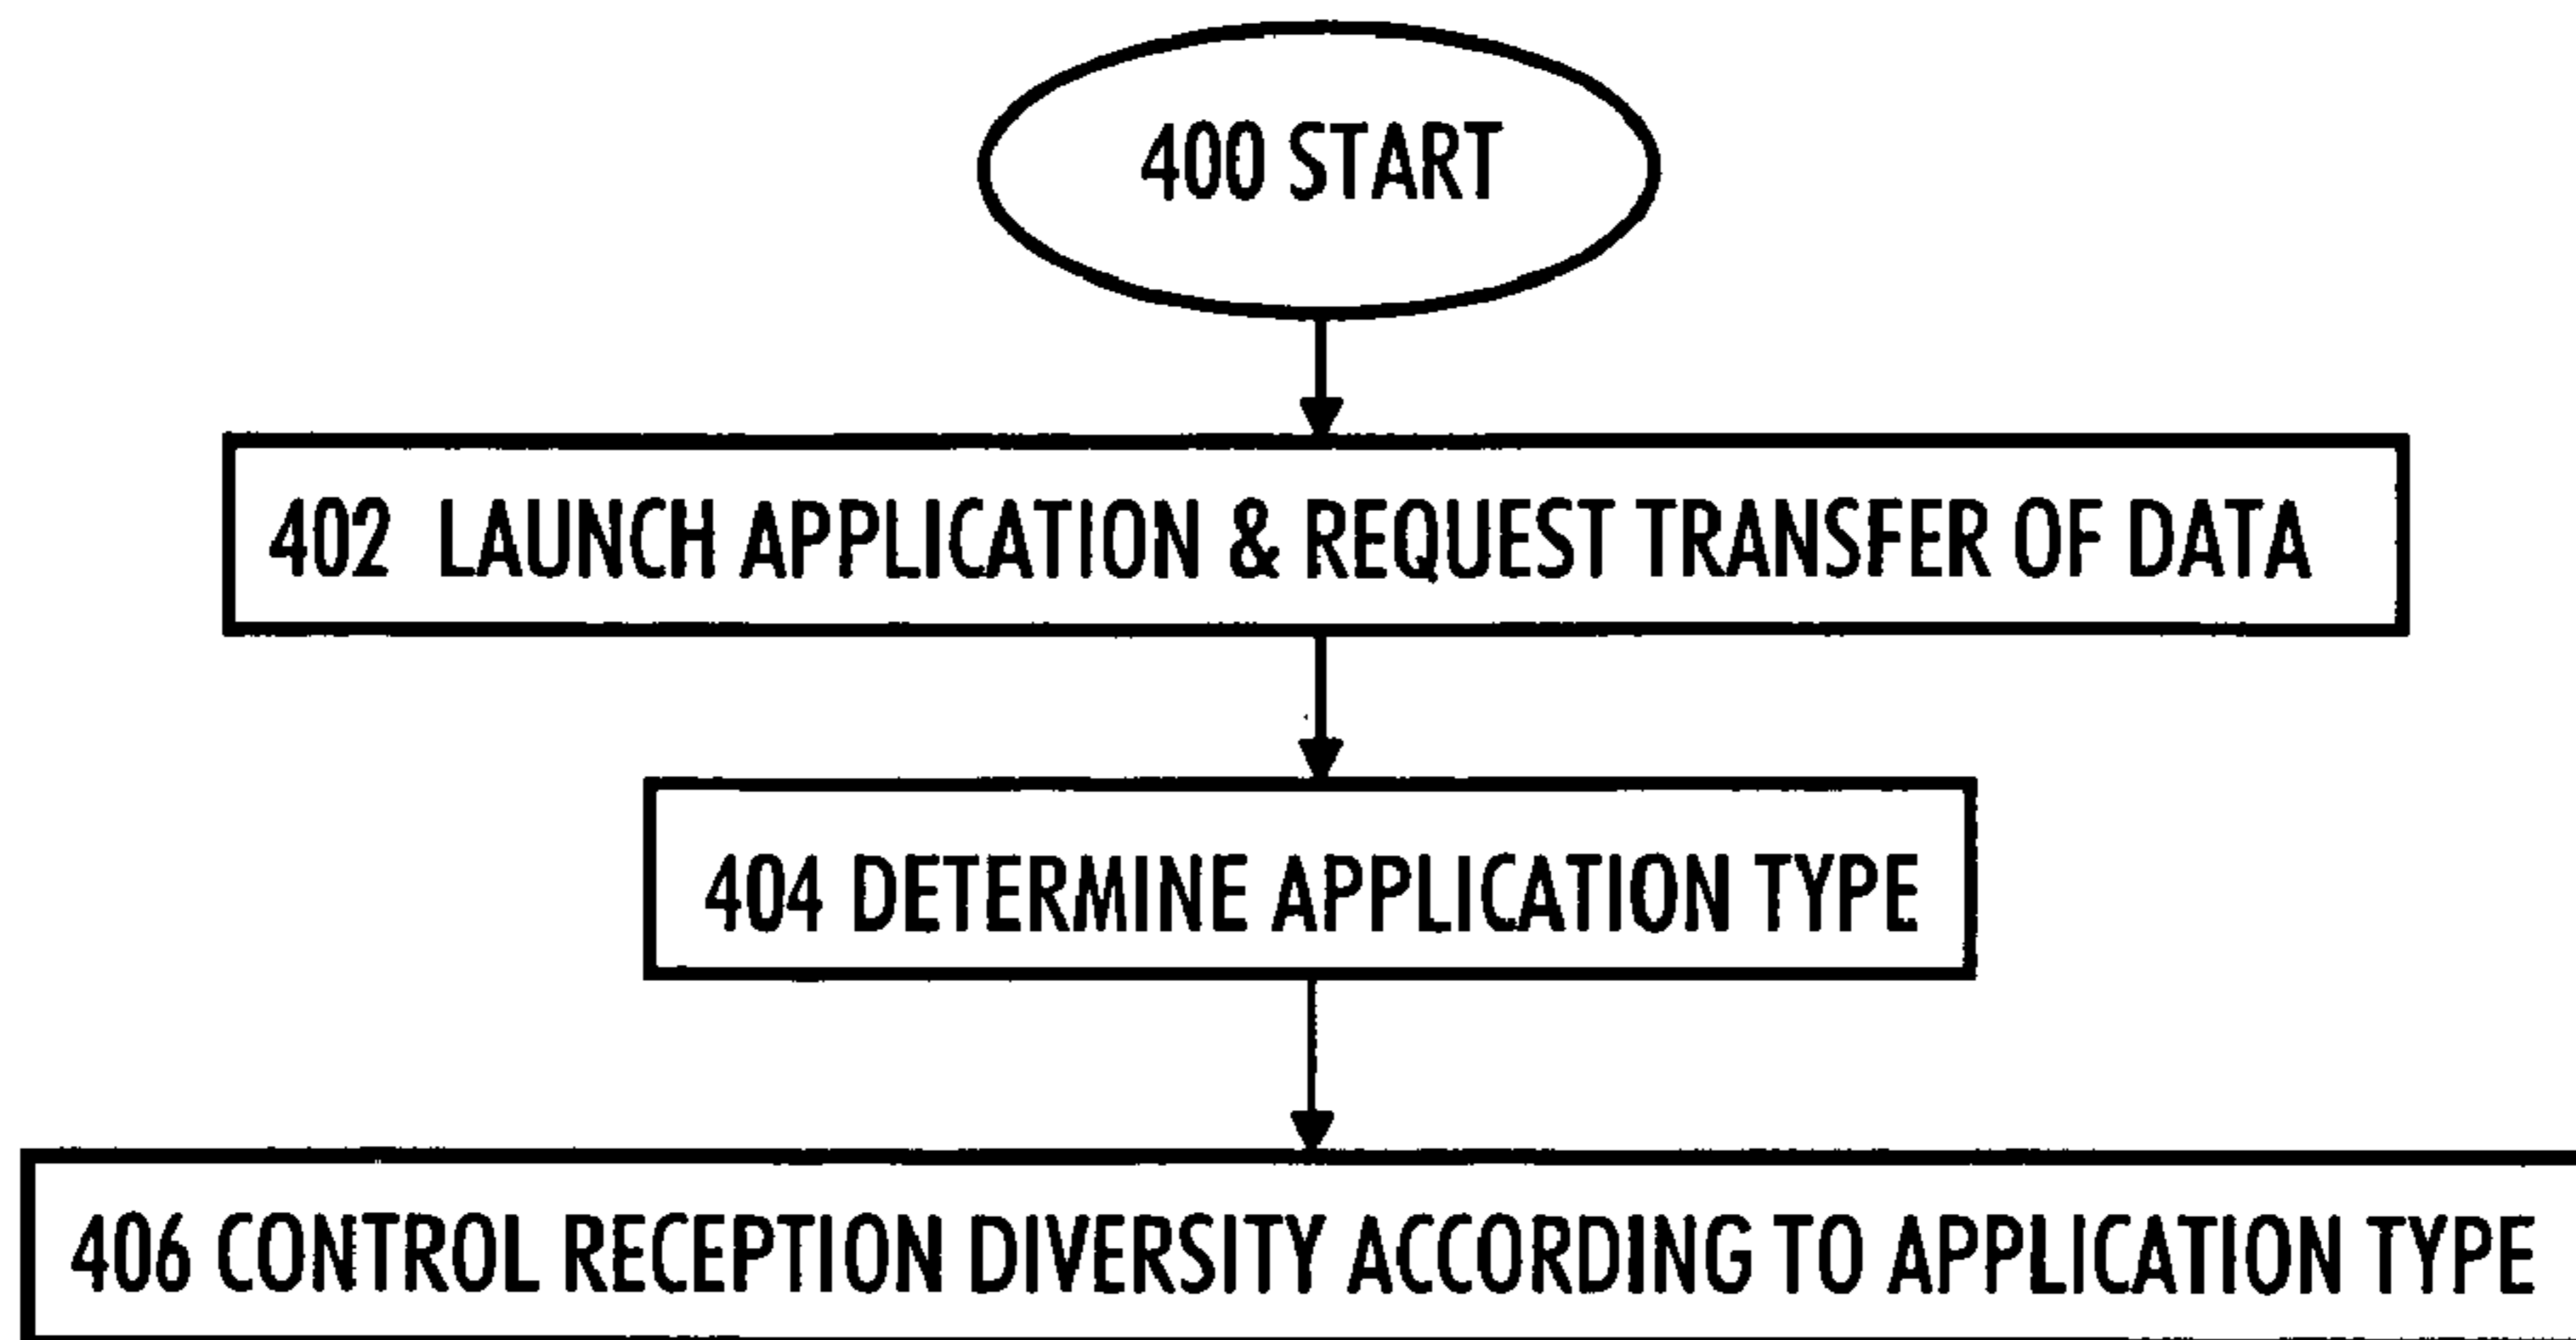 400 START
402 LAUNCH APPLICATION & REQUEST TRANSFER OF DATA
404 DETERMINE APPLICATION TYPE
406 CONTROL RECEPTION DIVERSITY ACCORDING TO APPLICATION TYPE